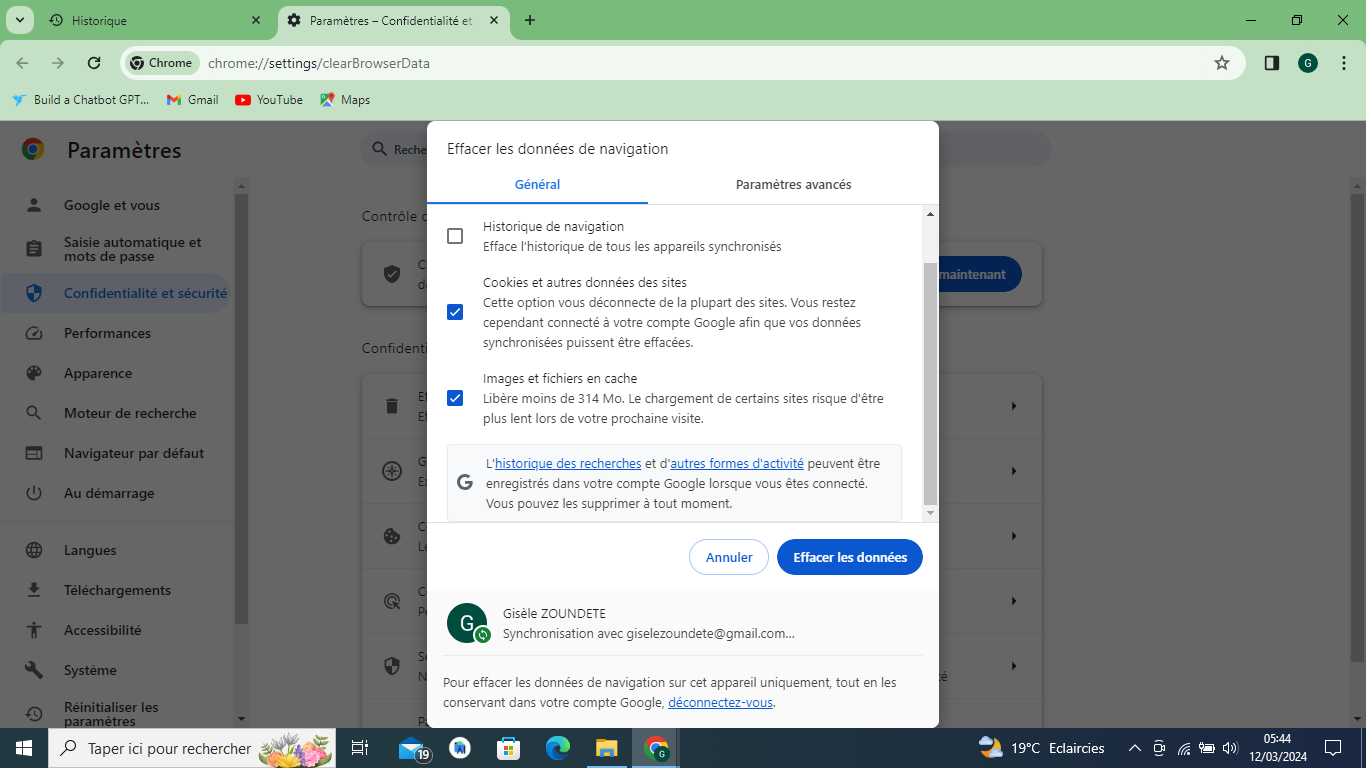 Historique
Paramètres – Confidentialité et
Chrome
chrome://settings/clearBrowserData
G
Build a Chatbot GPT...
Gmail
YouTube
Maps
Paramètres
Reche
Effacer les données de navigation
Général
Paramètres avancés
Google et vous
Saisie automatique et
mots de passe
Confidentialité et sécurité
Performances
Apparence
Moteur de recherche
Navigateur par défaut
Au démarrage
Langues
Téléchargements
Accessibilité
Système
Réinitialiser les
paramètres
Contrôle
maintenant
Confidenti
Historique de navigation
Efface l'historique de tous les appareils synchronisés
Cookies et autres données des sites
Cette option vous déconnecte de la plupart des sites. Vous restez
cependant connecté à votre compte Google afin que vos données
synchronisées puissent être effacées.
Images et fichiers en cache
Libère moins de 314 Mo. Le chargement de certains sites risque d'être
plus lent lors de votre prochaine visite.
L'historique des recherches et d'autres formes d'activité peuvent être
enregistrés dans votre compte Google lorsque vous êtes connecté.
Vous pouvez les supprimer à tout moment.
Annuler
Effacer les données
G
Gisèle ZOUNDETE
Synchronisation avec giselezoundete@gmail.com...
Pour effacer les données de navigation sur cet appareil uniquement, tout en les
conservant dans votre compte Google, déconnectez-vous.
Taper ici pour rechercher
19
G
19°C Eclaircies
05:44
12/03/2024